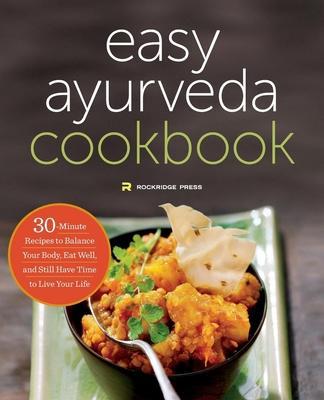 easy
ayurveda
cookbook
R ROCKRIDGE PRESS
30-Minute
Recipes to Balance
Your Body, Eat Well,
and Still Have Time
to Live Your Life